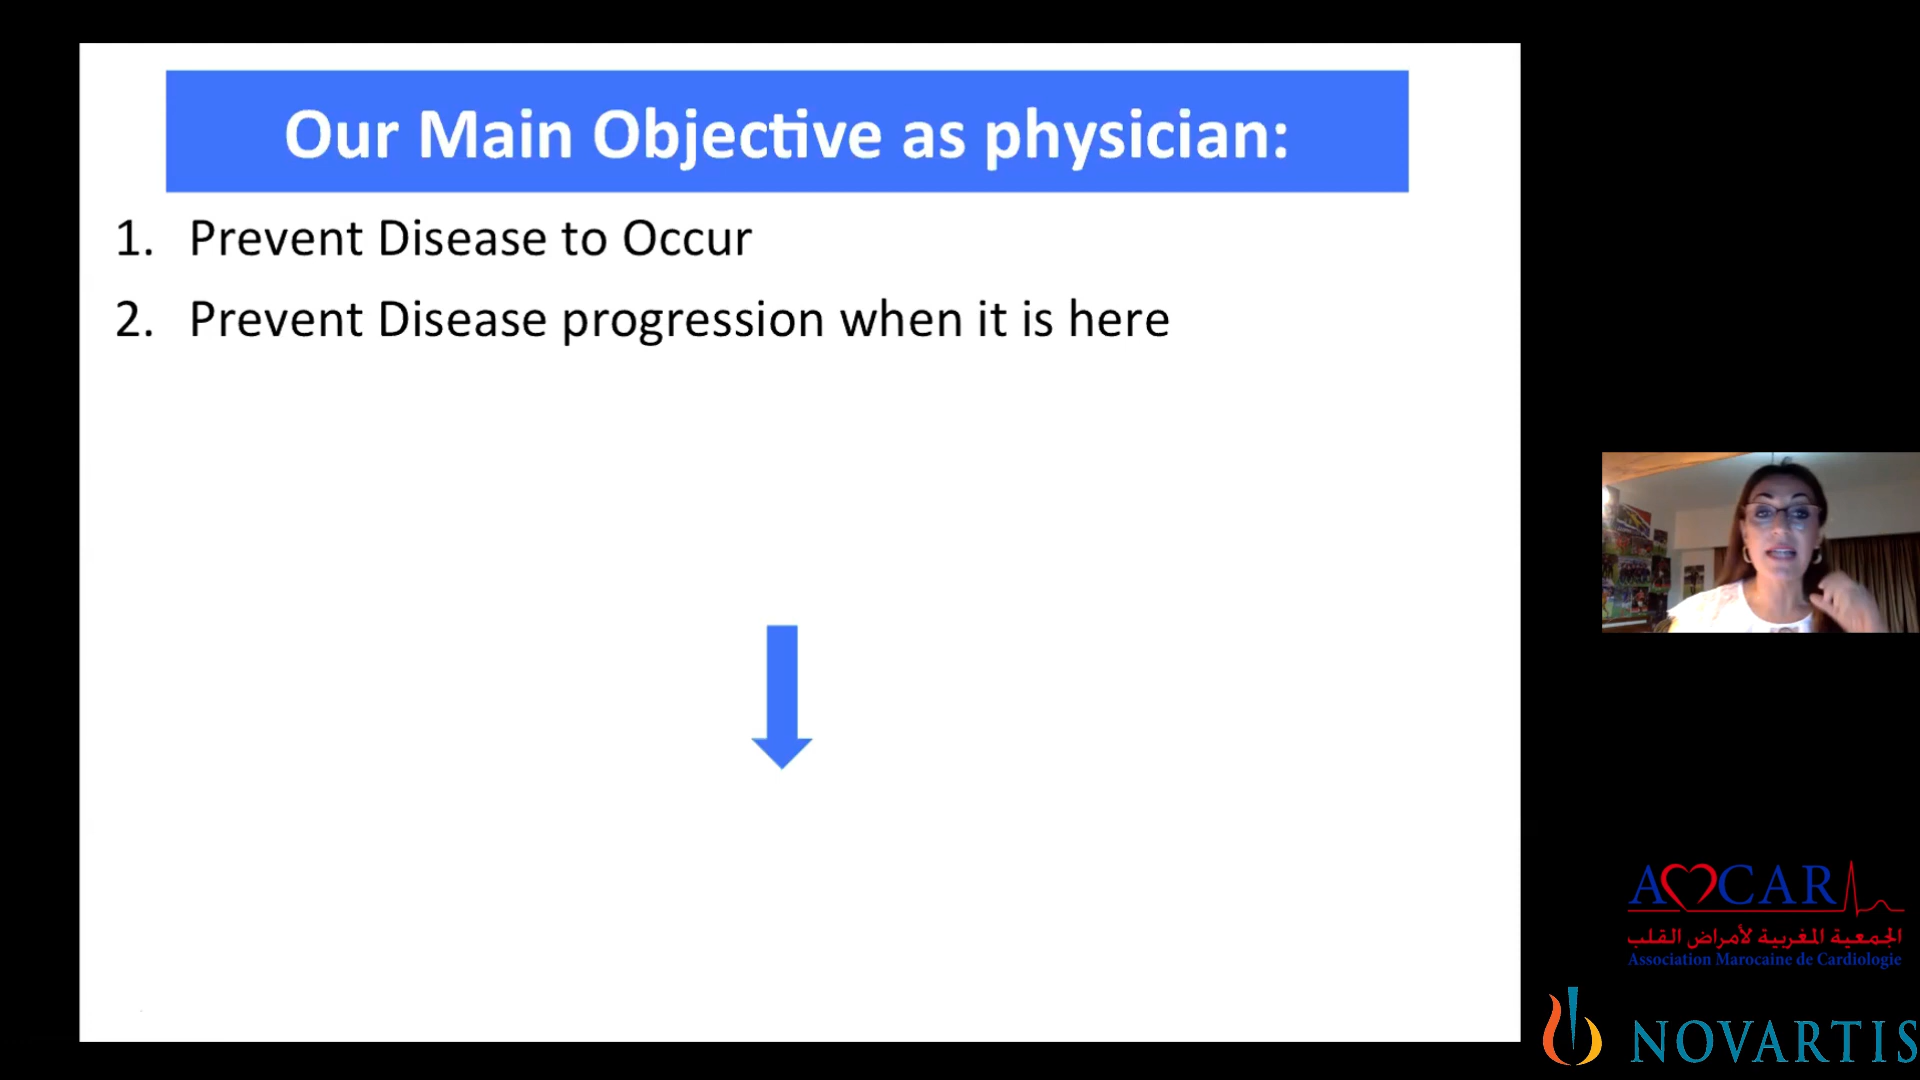 Our Main Objective as physician:
1. Prevent Disease to Occur
2. Prevent Disease progression when it is here
AMCAR
الجمعية المغربية لأمراض القلب
Association Marocaine de Cardiologie
NOVARTIS